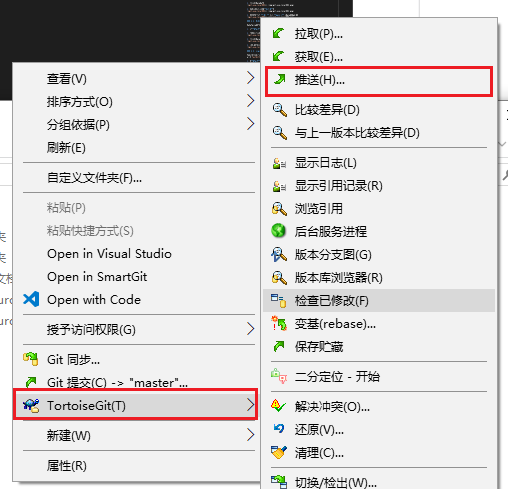 查看(V)
排序方式(O)
分组依据(P)
刷新(E)
自定义文件夹(F)...
粘贴(P)
粘贴快捷方式(S)
Open in Visual Studio
Open in SmartGit
Open with Code
授予访问权限(G)
Git 同步...
Git 提交(C) -> "master"...
TortoiseGit(T)
新建(W)
属性(R)
拉取(P)...
获取(E)...
推送(H)...
比较差异(D)
与上一版本比较差异(D)
显示日志(L)
显示引用记录(R)
浏览引用
后台服务进程
版本分支图(G)
版本库浏览器(R)
检查已修改(F)
变基(rebase)...
保存贮藏
二分定位 - 开始
解决冲突(O)...
还原(V)...
清理(C)...
切换/检出(W)...